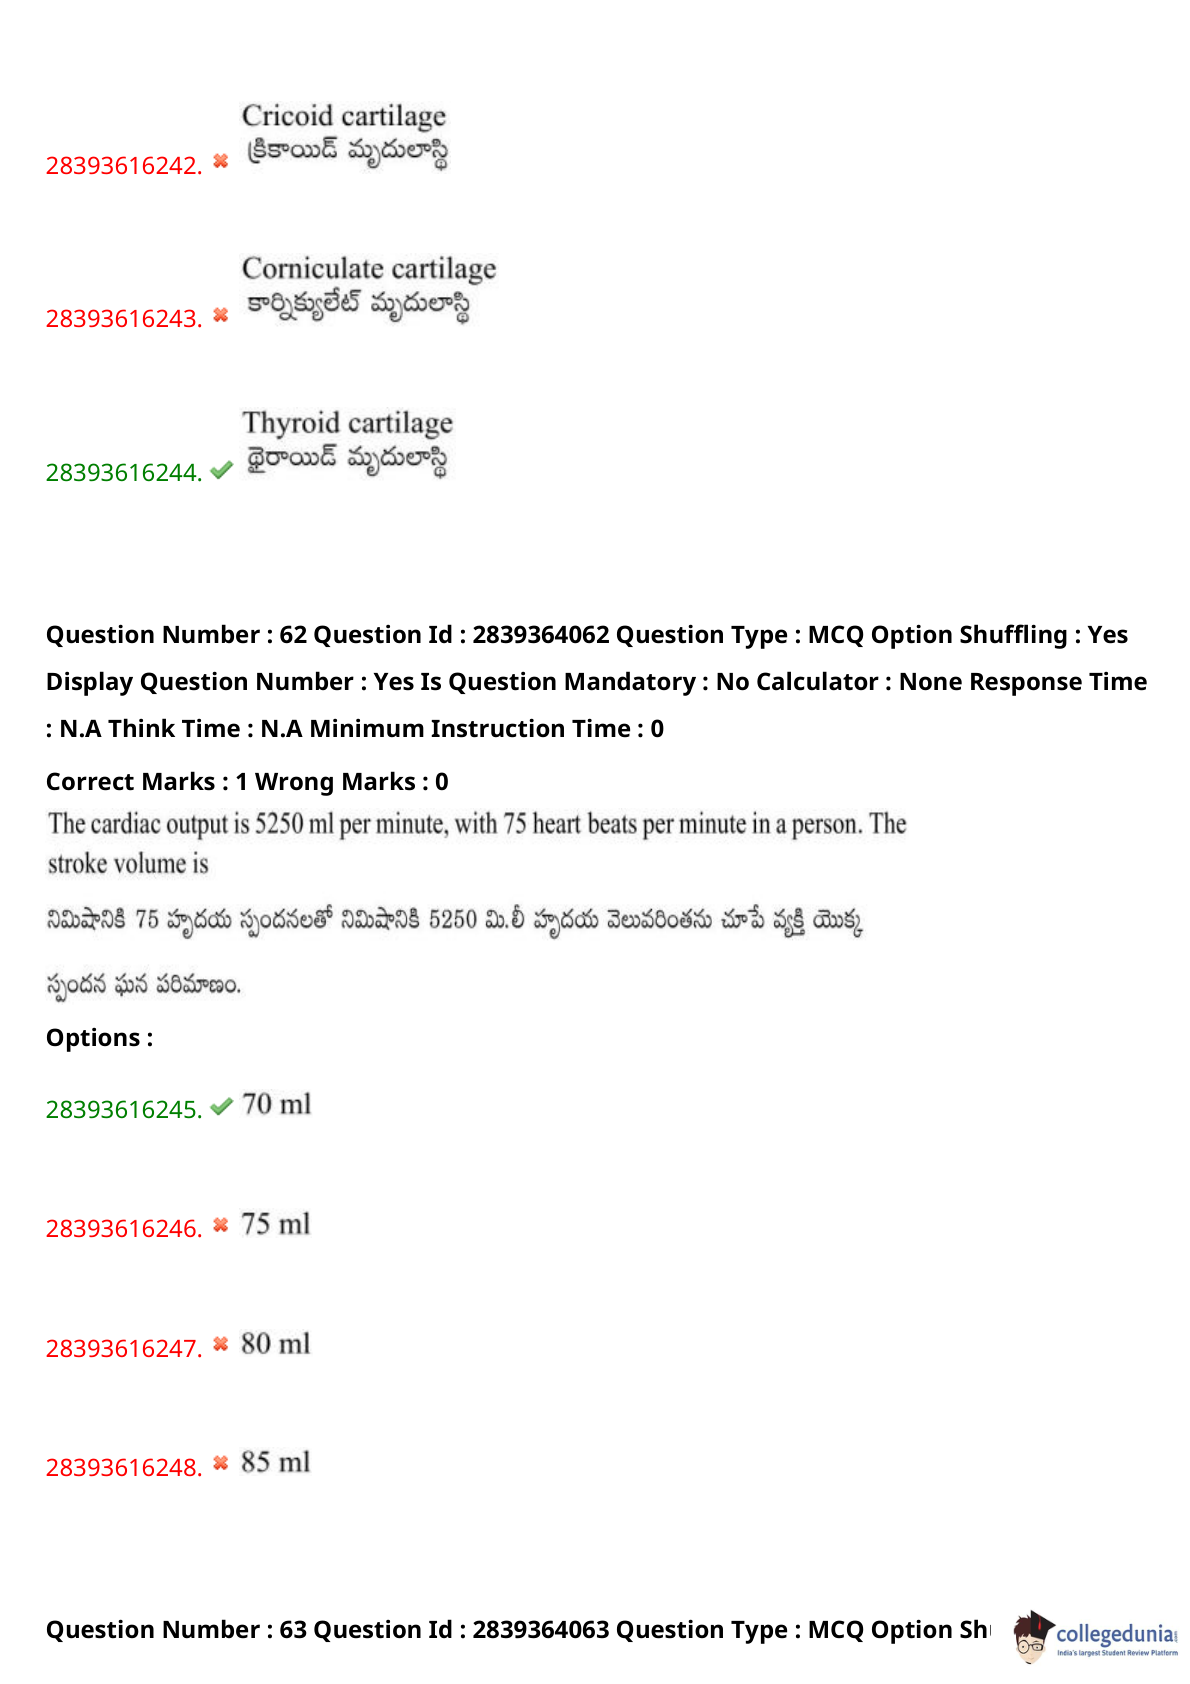 Cricoid cartilage
28393616242. క్రికాయిడ్ మృదులాస్థి
Corniculate cartilage
28393616243. కార్నిక్యులేట్ మృదులాస్థి
Thyroid cartilage
28393616244. థైరాయిడ్ మృదులాస్థి
Question Number : 62 Question Id : 2839364062 Question Type : MCQ Option Shuffling : Yes
Display Question Number : Yes Is Question Mandatory : No Calculator : None Response Time
: N.A Think Time : N.A Minimum Instruction Time : 0
Correct Marks : 1 Wrong Marks : 0
The cardiac output is 5250 ml per minute, with 75 heart beats per minute in a person. The
stroke volume is
నిమిషానికి 75 హృదయ స్పందనలతో నిమిషానికి 5250 మి.లీ హృదయ వెలువరింతను చూపే వ్యక్తి యొక్క
స్పందన ఘన పరిమాణం.
Options :
28393616245. 70 ml
28393616246. 75 ml
28393616247. 80 ml
28393616248. 85 ml
Question Number : 63 Question Id : 2839364063 Question Type : MCQ Option Shu
collegedunia
India's largest Student Review Platform